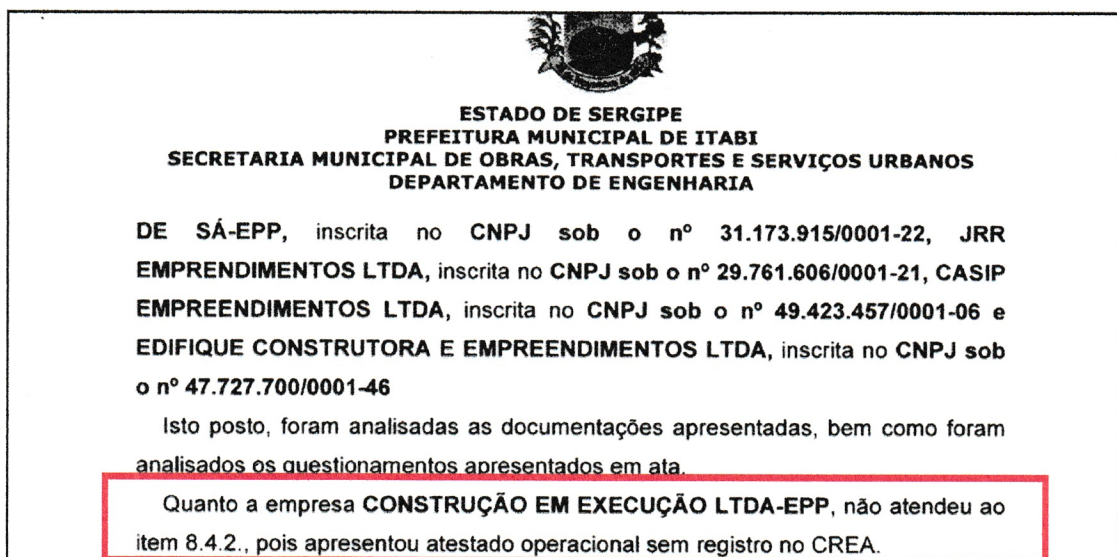 ESTADO DE SERGIPE
PREFEITURA MUNICIPAL DE ITABI
SECRETARIA MUNICIPAL DE OBRAS, TRANSPORTES E SERVIÇOS URBANOS
DEPARTAMENTO DE ENGENHARIA
DE SÁ-EPP, inscrita no CNPJ sob o nº 31.173.915/0001-22, JRR
EMPRENDIMENTOS LTDA, inscrita no CNPJ sob o nº 29.761.606/0001-21, CASIP
EMPREENDIMENTOS LTDA, inscrita no CNPJ sob o nº 49.423.457/0001-06 e
EDIFIQUE CONSTRUTORA E EMPREENDIMENTOS LTDA, inscrita no CNPJ sob
o nº 47.727.700/0001-46
Isto posto, foram analisadas as documentações apresentadas, bem como foram
analisados os questionamentos apresentados em ata.
Quanto a empresa CONSTRUÇÃO EM EXECUÇÃO LTDA-EPP, não atendeu ao
item 8.4.2., pois apresentou atestado operacional sem registro no CREA.